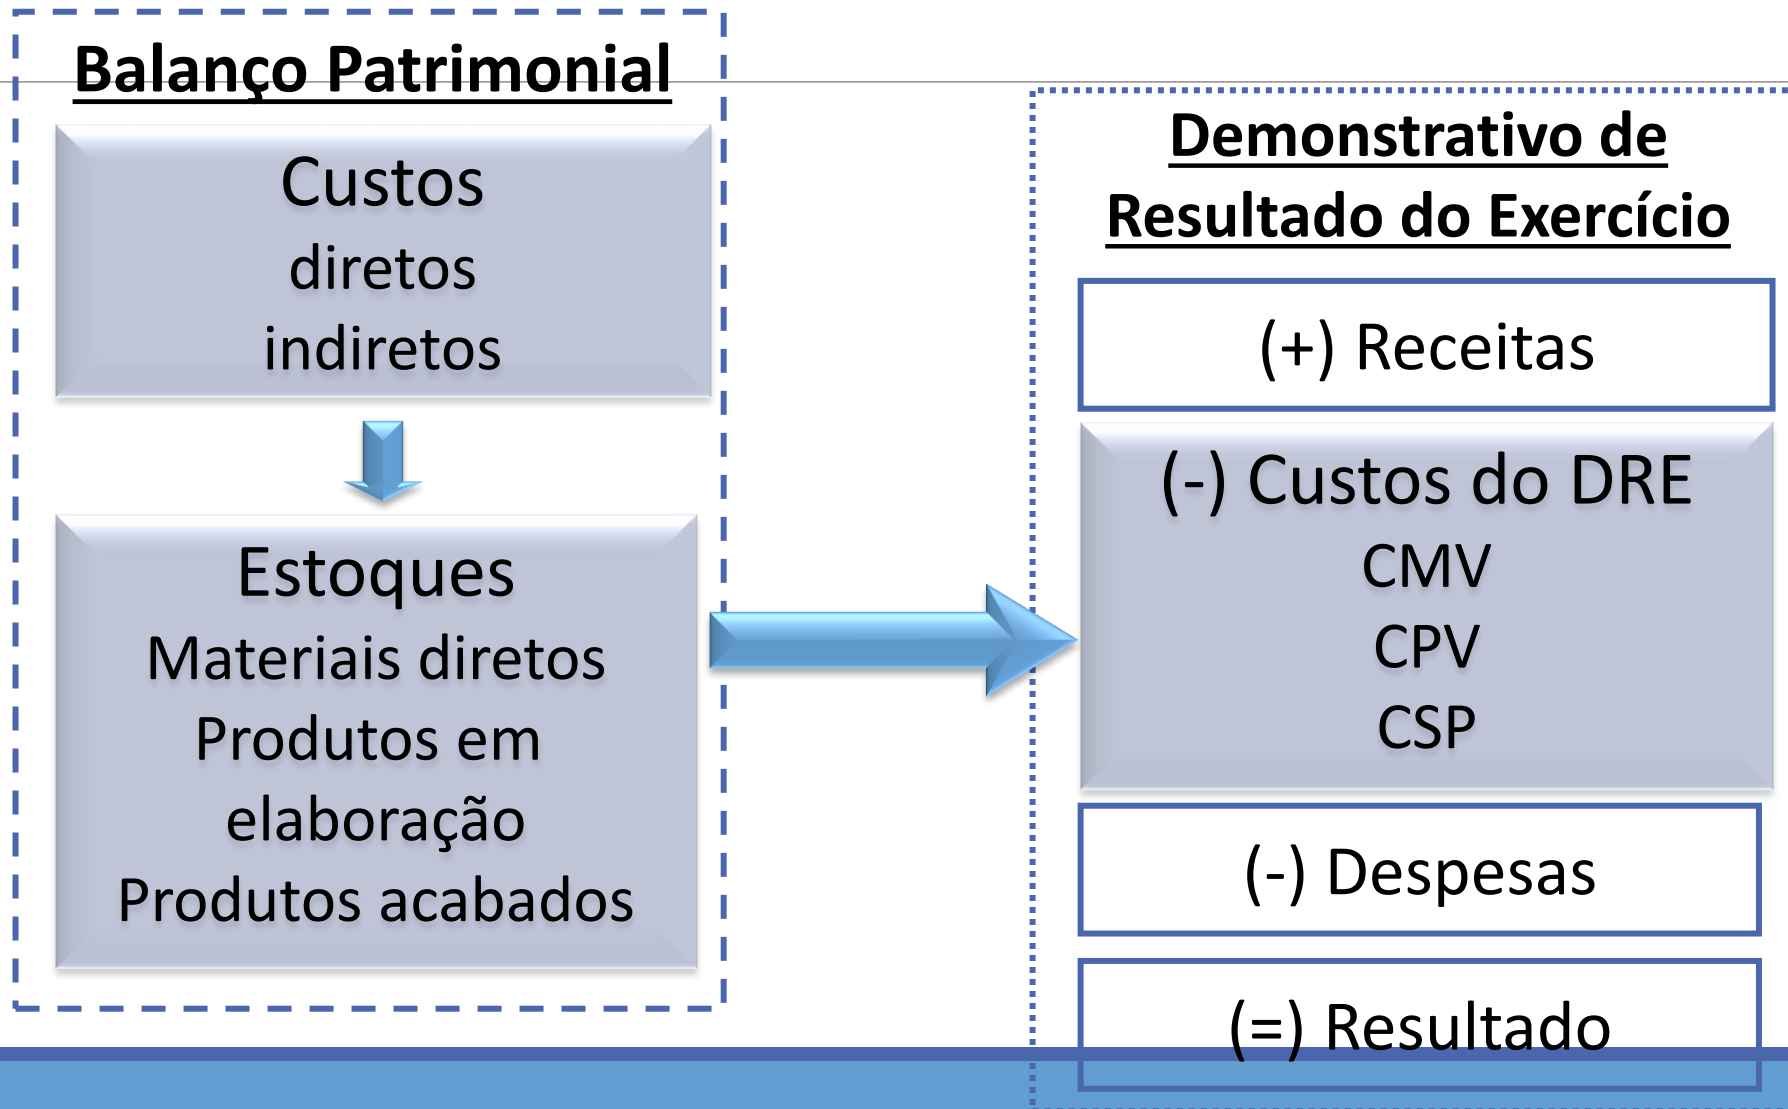 Balanço Patrimonial
Custos
diretos
indiretos
Estoques
Materiais diretos
Produtos em
elaboração
Produtos acabados
Demonstrativo de
Resultado do Exercício
(+) Receitas
(-) Custos do DRE
CMV
CPV
CSP
(-) Despesas
(=) Resultado